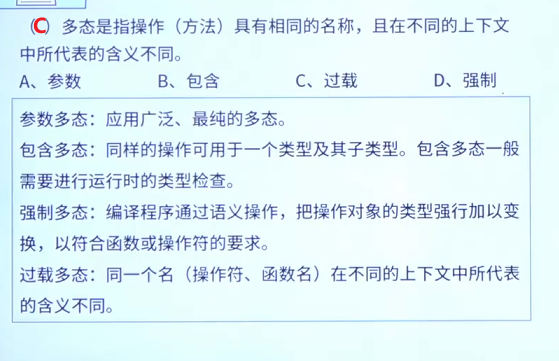 （C）多态是指操作（方法）具有相同的名称，且在不同的上下文
中所代表的含义不同。
A、参数 B、包含 C、过载 D、强制
参数多态：应用广泛、最纯的多态。
包含多态：同样的操作可用于一个类型及其子类型。包含多态一般
需要进行运行时的类型检查。
强制多态：编译程序通过语义操作，把操作对象的类型强行加以变
换，以符合函数或操作符的要求。
过载多态：同一个名（操作符、函数名）在不同的上下文中所代表
的含义不同。